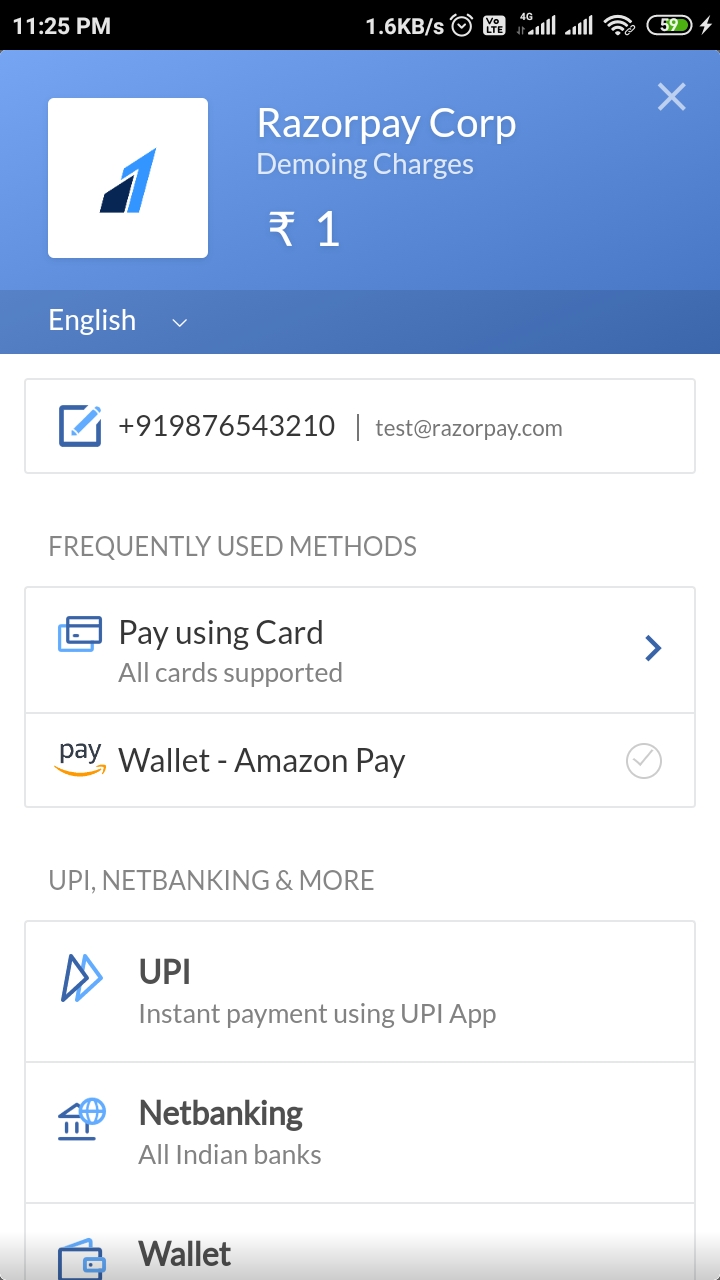 11:25 PM 1.6KB/s Vo LTE 4G 59
Razorpay Corp
Demoing Charges
₹ 1
English
+919876543210 | test@razorpay.com
FREQUENTLY USED METHODS
Pay using Card
All cards supported
pay Wallet - Amazon Pay
UPI, NETBANKING & MORE
UPI
Instant payment using UPI App
Netbanking
All Indian banks
Wallet